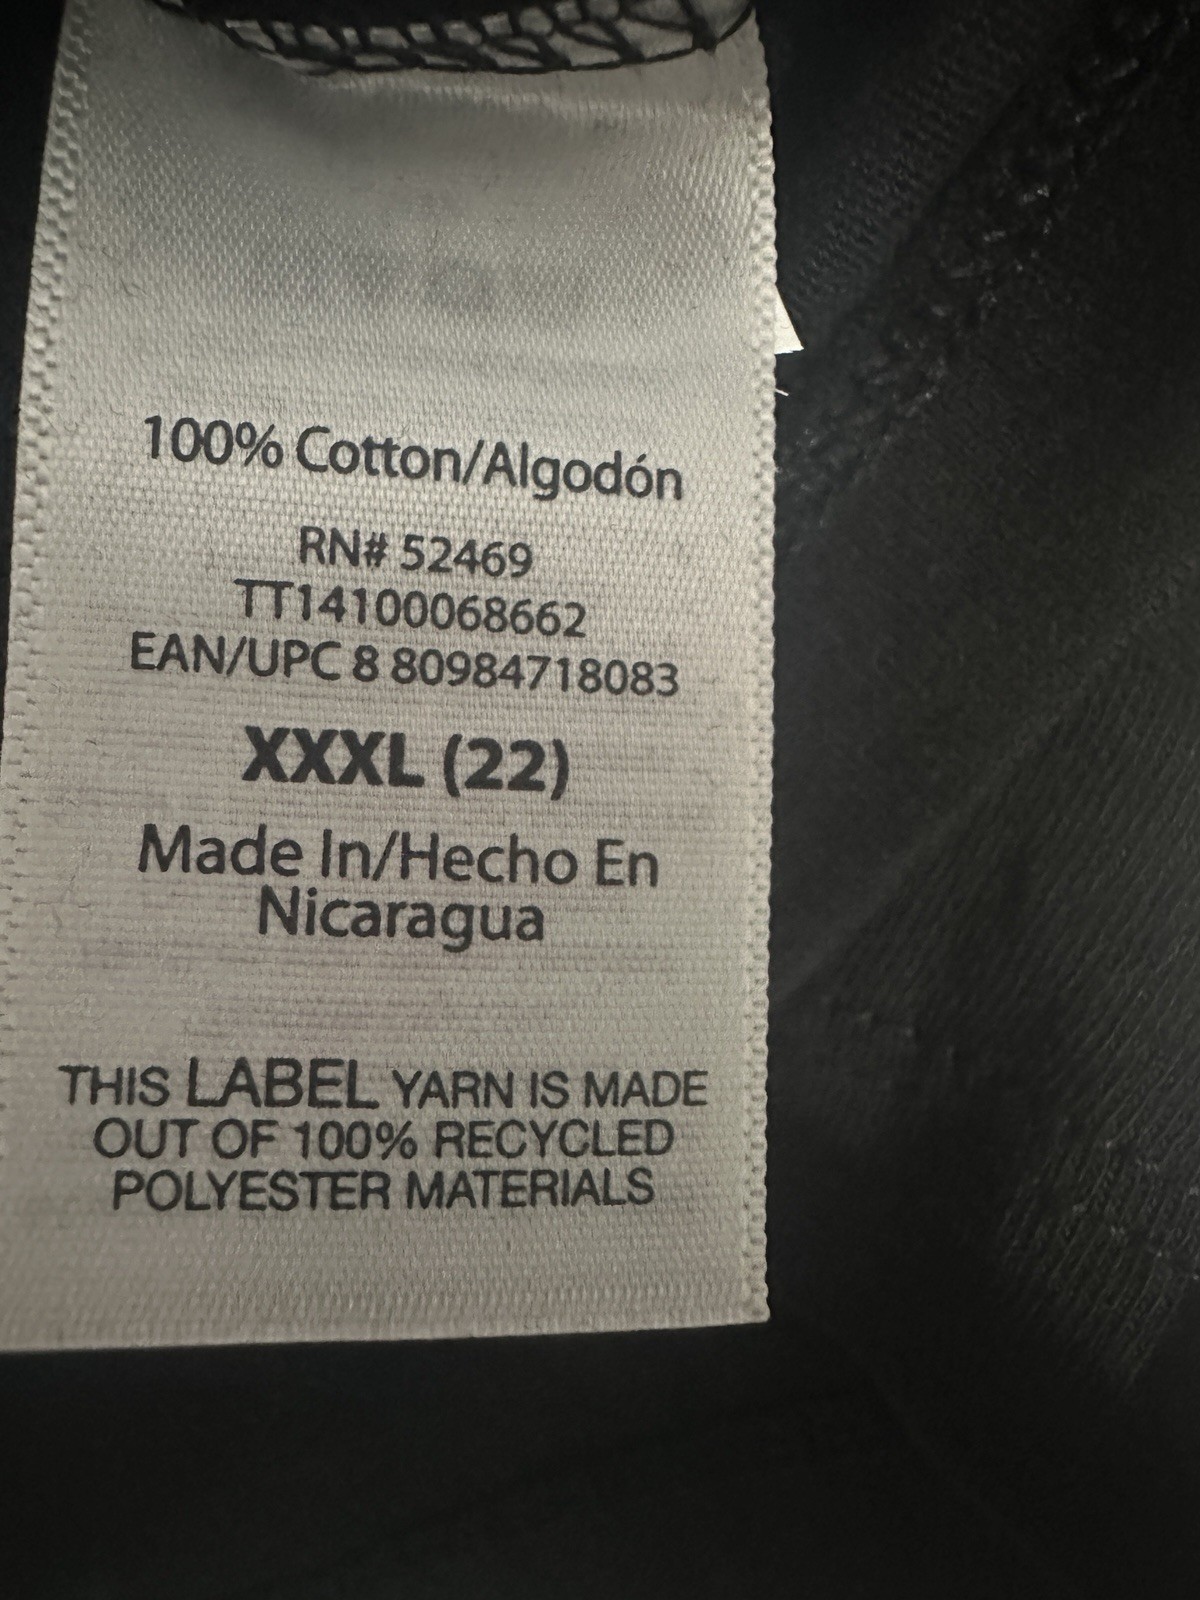 100% Cotton/Algodón
RN# 52469
TT14100068662
EAN/UPC 8 80984718083
XXXL (22)
Made In/Hecho En
Nicaragua
THIS LABEL YARN IS MADE
OUT OF 100% RECYCLED
POLYESTER MATERIALS